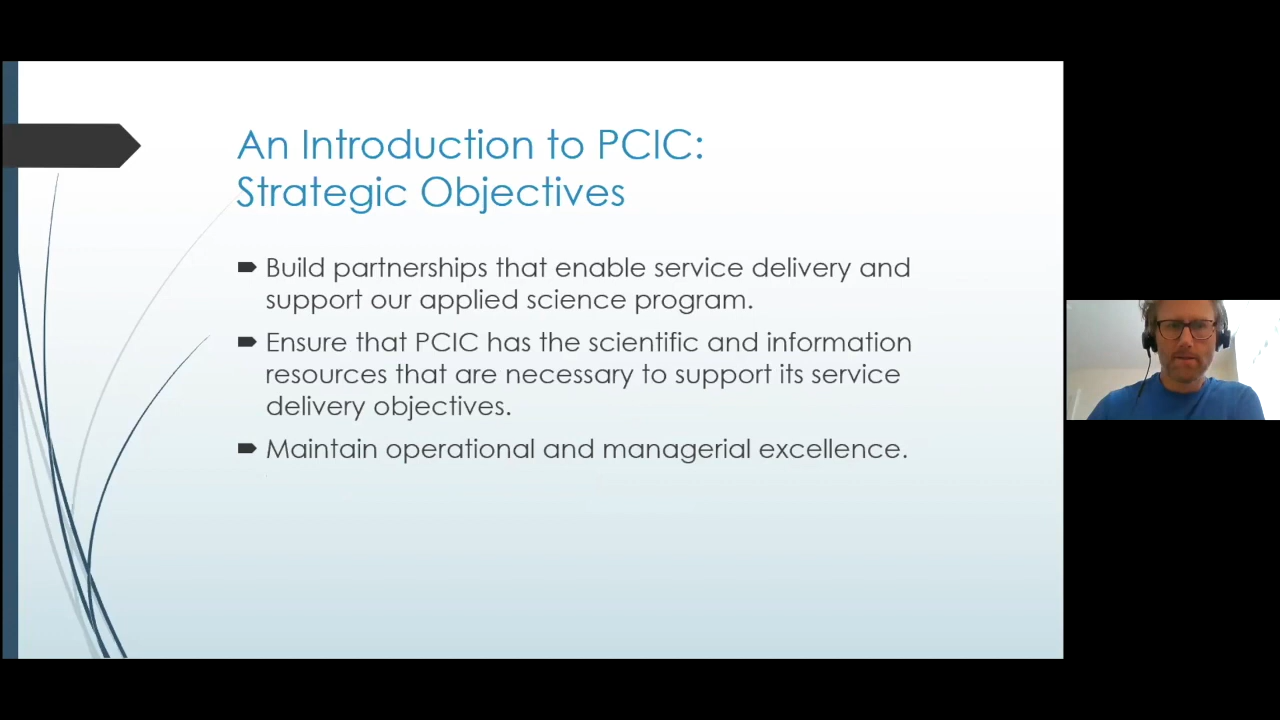 An Introduction to PCIC:
Strategic Objectives
Build partnerships that enable service delivery and
support our applied science program.
Ensure that PCIC has the scientific and information
resources that are necessary to support its service
delivery objectives.
Maintain operational and managerial excellence.